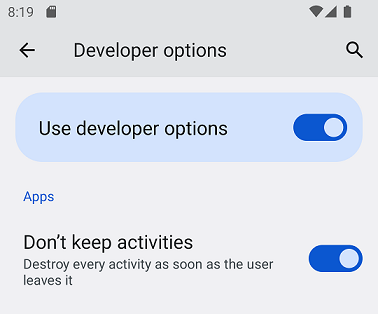 8:19
Developer options
Use developer options
Apps
Don’t keep activities
Destroy every activity as soon as the user
leaves it